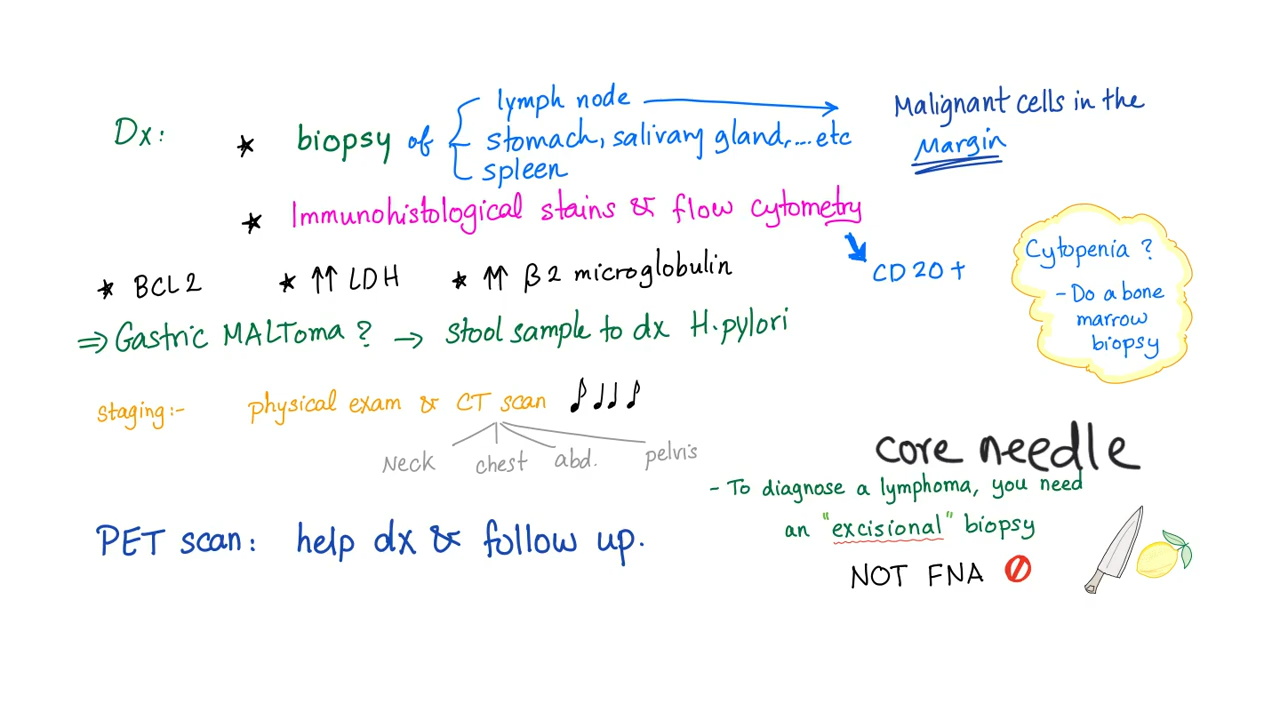 Dx:
* biopsy of
lymph node
stomach, salivary gland,...etc
spleen
Malignant cells in the
Margin
* Immunohistological stains & flow cytometry
CD 20 +
* BCL2 * ↑↑ LDH * ↑↑ β2 microglobulin
⇒ Gastric MALToma? → stool sample to dx H.pylori
Cytopenia?
- Do a bone
marrow
biopsy
staging:- physical exam & CT scan
Neck chest abd. pelvis
core needle
- To diagnose a lymphoma, you need
an "excisional" biopsy
NOT FNA
PET scan: help dx & follow up.